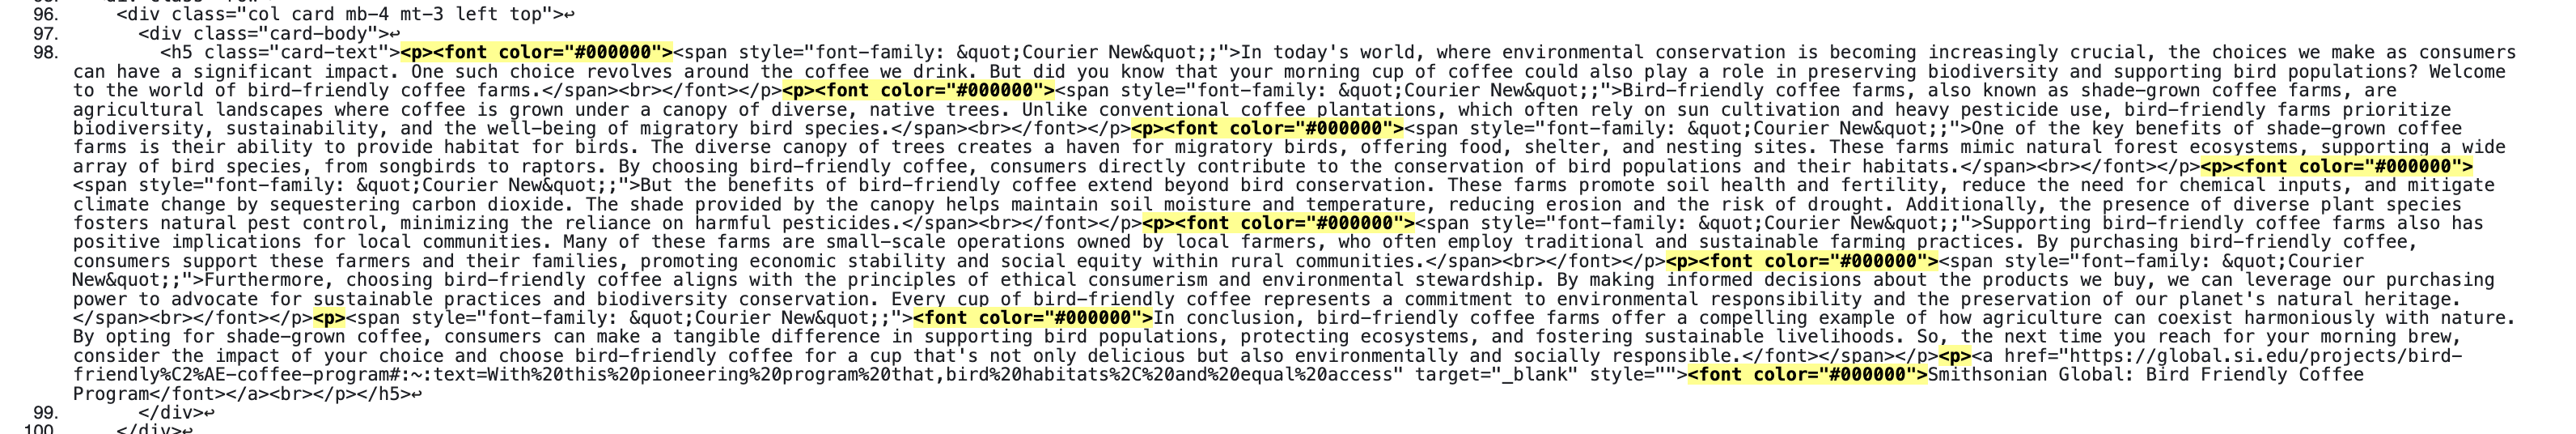 96. <div class="col card mb-4 mt-3 left top">↩
97. <div class="card-body">↩
98. <h5 class="card-text"><p><font color="#000000"><span style="font-family: &quot;Courier New&quot;;">In today's world, where environmental conservation is becoming increasingly crucial, the choices we make as consumers
can have a significant impact. One such choice revolves around the coffee we drink. But did you know that your morning cup of coffee could also play a role in preserving biodiversity and supporting bird populations? Welcome
to the world of bird-friendly coffee farms.</span><br></font></p><p><font color="#000000"><span style="font-family: &quot;Courier New&quot;;">Bird-friendly coffee farms, also known as shade-grown coffee farms, are
agricultural landscapes where coffee is grown under a canopy of diverse, native trees. Unlike conventional coffee plantations, which often rely on sun cultivation and heavy pesticide use, bird-friendly farms prioritize
biodiversity, sustainability, and the well-being of migratory bird species.</span><br></font></p><p><font color="#000000"><span style="font-family: &quot;Courier New&quot;;">One of the key benefits of shade-grown coffee
farms is their ability to provide habitat for birds. The diverse canopy of trees creates a haven for migratory birds, offering food, shelter, and nesting sites. These farms mimic natural forest ecosystems, supporting a wide
array of bird species, from songbirds to raptors. By choosing bird-friendly coffee, consumers directly contribute to the conservation of bird populations and their habitats.</span><br></font></p><p><font color="#000000">
<span style="font-family: &quot;Courier New&quot;;">But the benefits of bird-friendly coffee extend beyond bird conservation. These farms promote soil health and fertility, reduce the need for chemical inputs, and mitigate
climate change by sequestering carbon dioxide. The shade provided by the canopy helps maintain soil moisture and temperature, reducing erosion and the risk of drought. Additionally, the presence of diverse plant species
fosters natural pest control, minimizing the reliance on harmful pesticides.</span><br></font></p><p><font color="#000000"><span style="font-family: &quot;Courier New&quot;;">Supporting bird-friendly coffee farms also has
positive implications for local communities. Many of these farms are small-scale operations owned by local farmers, who often employ traditional and sustainable farming practices. By purchasing bird-friendly coffee,
consumers support these farmers and their families, promoting economic stability and social equity within rural communities.</span><br></font></p><p><font color="#000000"><span style="font-family: &quot;Courier
New&quot;;">Furthermore, choosing bird-friendly coffee aligns with the principles of ethical consumerism and environmental stewardship. By making informed decisions about the products we buy, we can leverage our purchasing
power to advocate for sustainable practices and biodiversity conservation. Every cup of bird-friendly coffee represents a commitment to environmental responsibility and the preservation of our planet's natural heritage.
</span><br></font></p><p><span style="font-family: &quot;Courier New&quot;;"><font color="#000000">In conclusion, bird-friendly coffee farms offer a compelling example of how agriculture can coexist harmoniously with nature.
By opting for shade-grown coffee, consumers can make a tangible difference in supporting bird populations, protecting ecosystems, and fostering sustainable livelihoods. So, the next time you reach for your morning brew,
consider the impact of your choice and choose bird-friendly coffee for a cup that's not only delicious but also environmentally and socially responsible.</font></span></p><p><a href="https://global.si.edu/projects/bird-
friendly%C2%AE-coffee-program#:~:text=With%20this%20pioneering%20program%20that,bird%20habitats%2C%20and%20equal%20access" target="_blank" style=""><font color="#000000">Smithsonian Global: Bird Friendly Coffee
Program</font></a><br></p></h5>↩
99. </div>↩
100. </div>↩